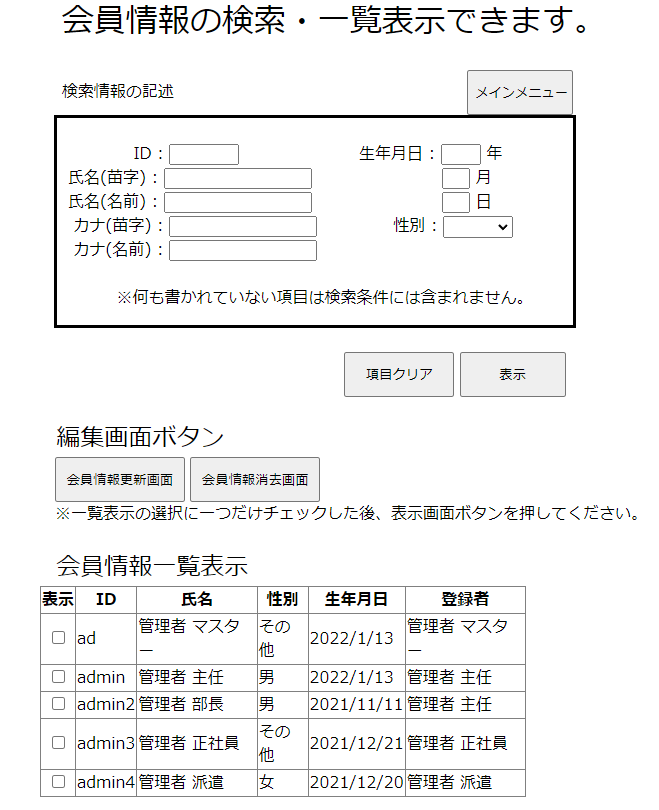 会員情報の検索・一覧表示できます。
検索情報の記述
メインメニュー
ID： 生年月日： 年
氏名(苗字)： 月
氏名(名前)： 日
カナ(苗字)： 性別：
カナ(名前)：
※何も書かれていない項目は検索条件には含まれません。
項目クリア 表示
編集画面ボタン
会員情報更新画面 会員情報消去画面
※一覧表示の選択に一つだけチェックした後、表示画面ボタンを押してください。
会員情報一覧表示
表示 ID 氏名 性別 生年月日 登録者
ad 管理者 マスター その他 2022/1/13 管理者 マスター
admin 管理者 主任 男 2022/1/13 管理者 主任
admin2 管理者 部長 男 2021/11/11 管理者 主任
admin3 管理者 正社員 その他 2021/12/21 管理者 正社員
admin4 管理者 派遣 女 2021/12/20 管理者 派遣